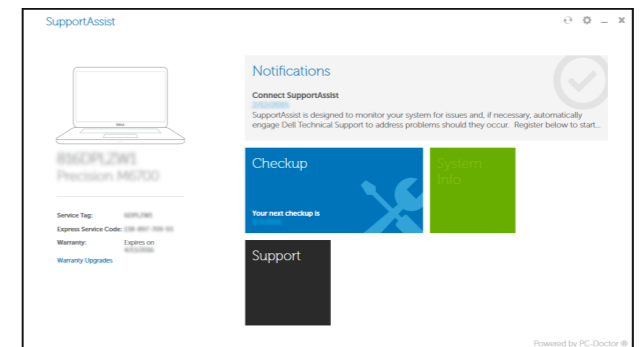 SupportAssist
Notifications
Connect SupportAssist
SupportAssist is designed to monitor your system for issues and, if necessary, automatically
engage Dell Technical Support to address problems should they occur. Register below to start...
Precision M6700
Checkup
System
Info
Your next checkup is
Service Tag:
Express Service Code:
Warranty: Expires on
Warranty Upgrades
Support
Powered by PC-Doctor ®